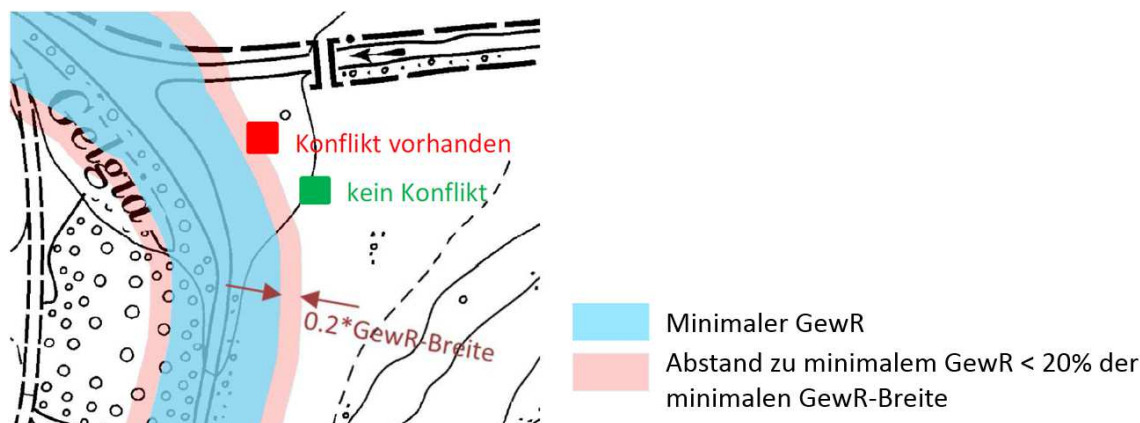 Gelgia
Konflikt vorhanden
kein Konflikt
0.2*GewR-Breite
Minimaler GewR
Abstand zu minimalem GewR < 20% der
minimalen GewR-Breite